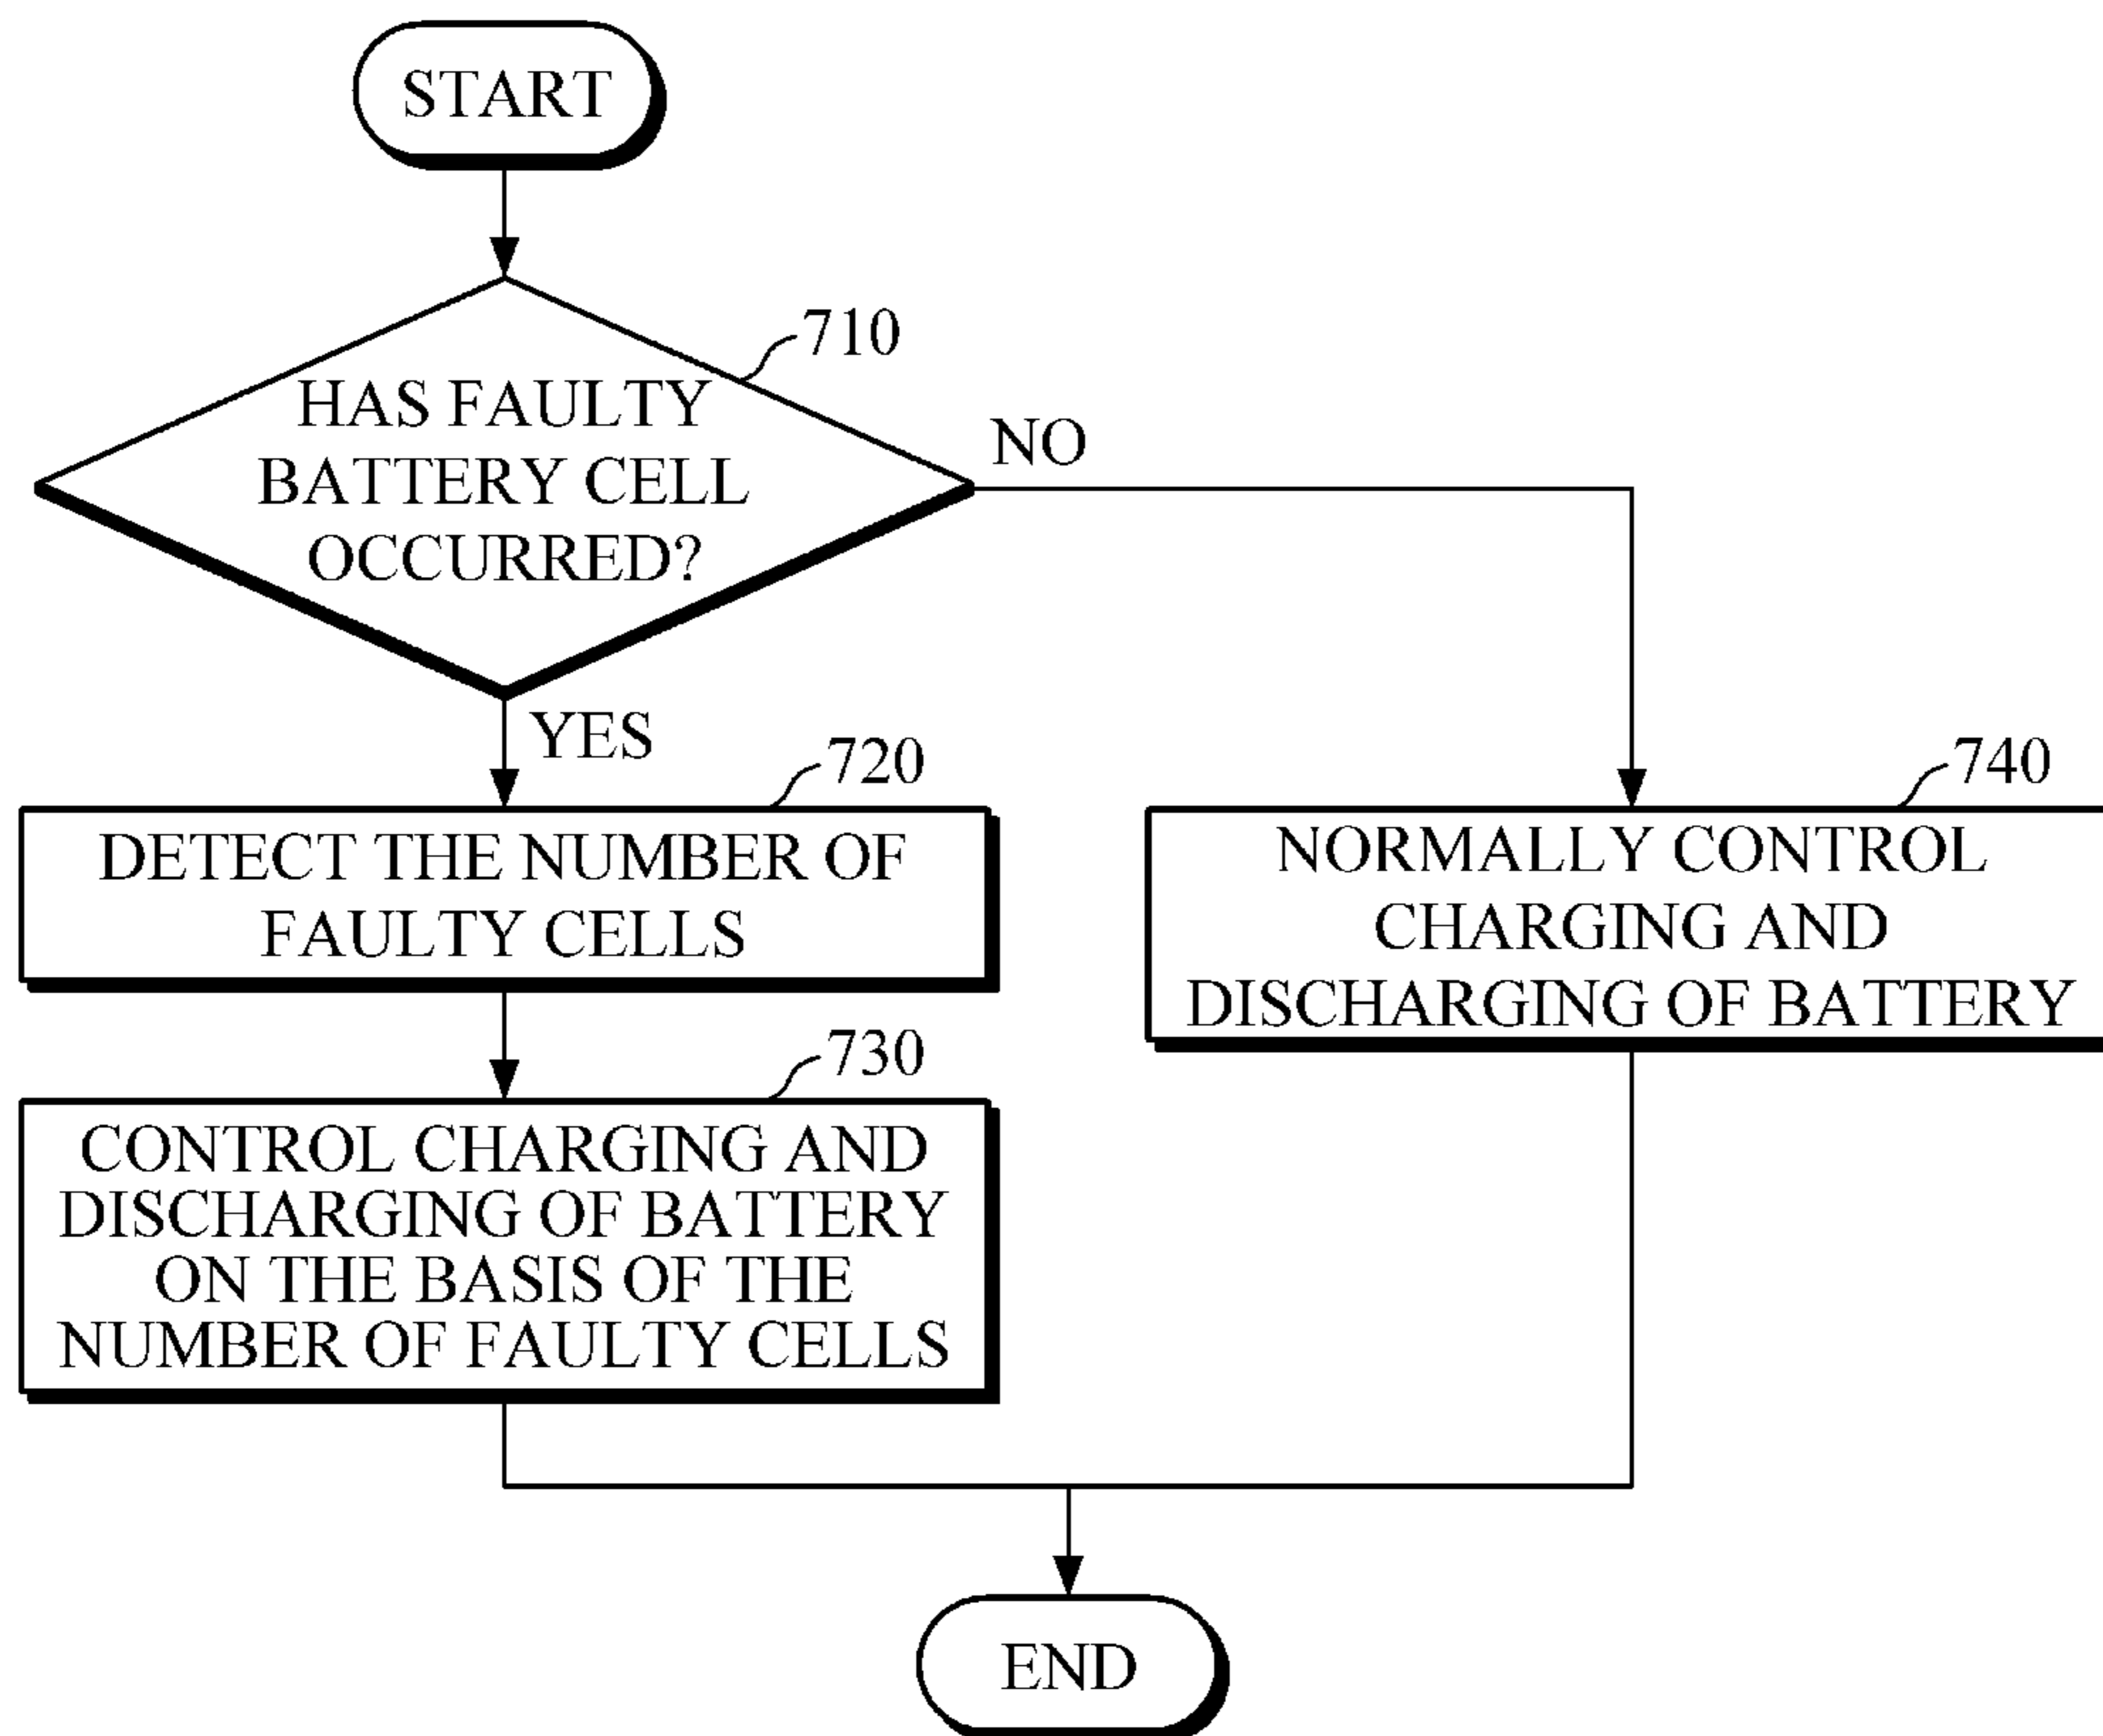 START
710
HAS FAULTY
BATTERY CELL
OCCURRED?
NO
YES
720
DETECT THE NUMBER OF
FAULTY CELLS
740
NORMALLY CONTROL
CHARGING AND
DISCHARGING OF BATTERY
730
CONTROL CHARGING AND
DISCHARGING OF BATTERY
ON THE BASIS OF THE
NUMBER OF FAULTY CELLS
END